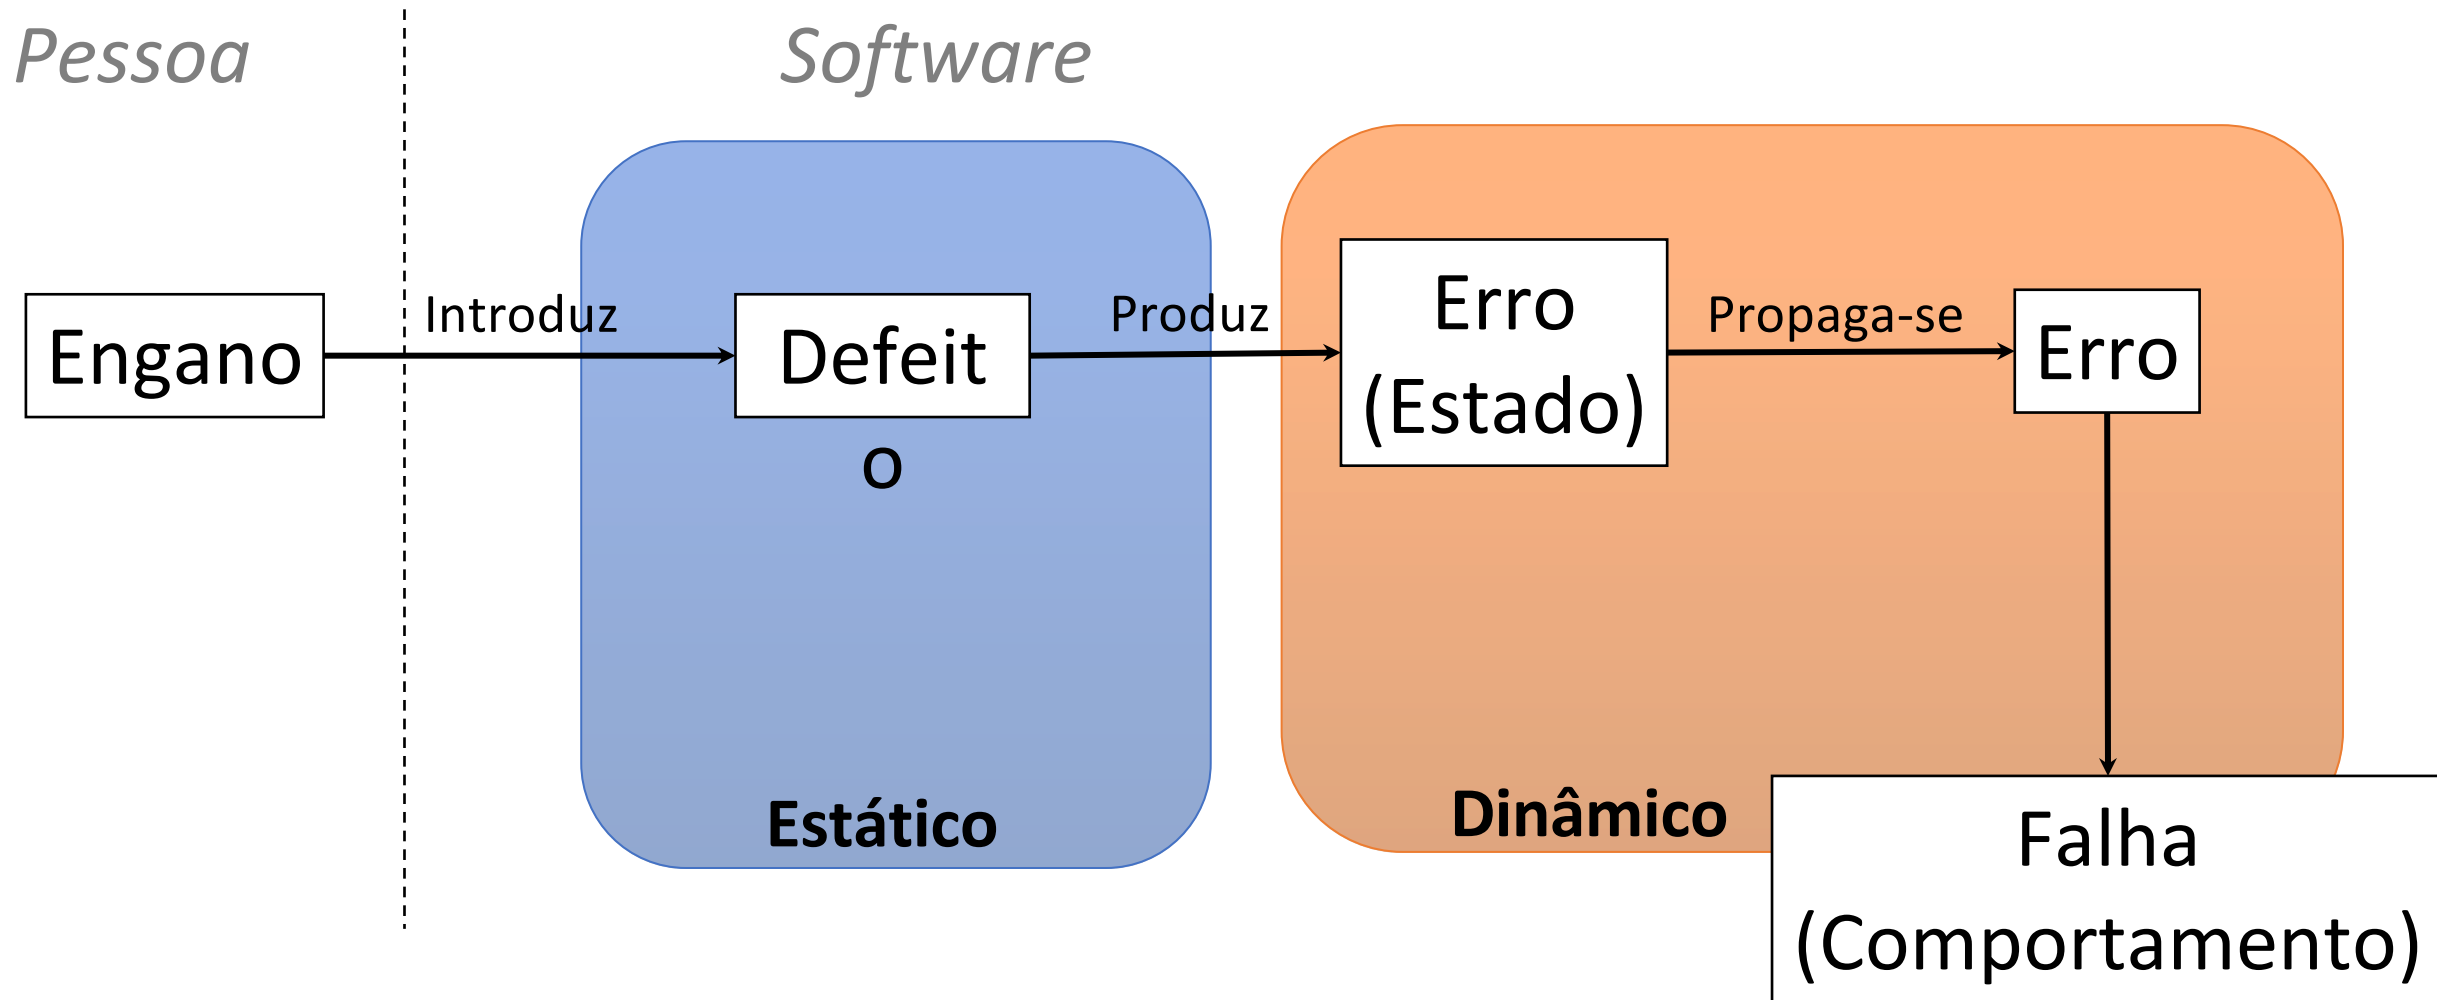 Pessoa
Software
Engano
Introduz
Defeit
o
Produz
Erro
(Estado)
Propaga-se
Erro
Estático
Dinâmico
Falha
(Comportamento)